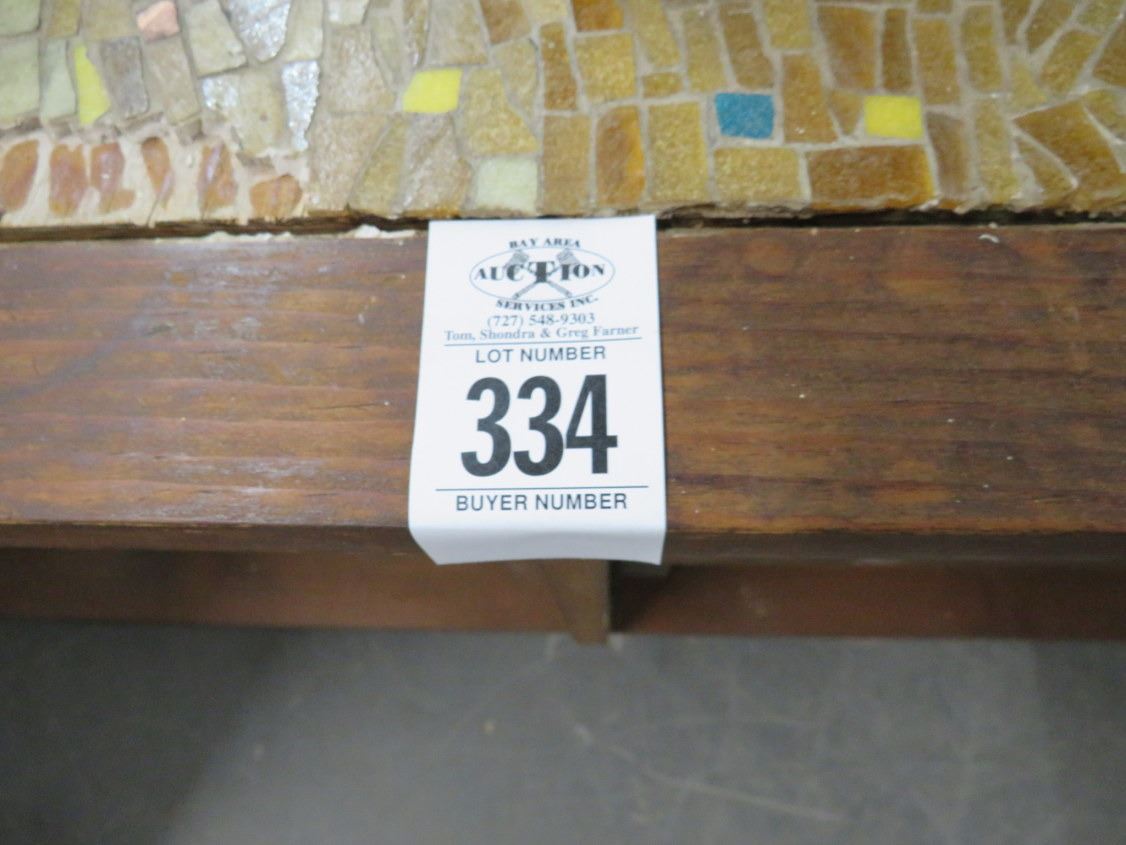 BAY AREA
AUCTION
SERVICES INC.
(727) 548-9303
Tom, Shondra & Greg Farner
LOT NUMBER
334
BUYER NUMBER